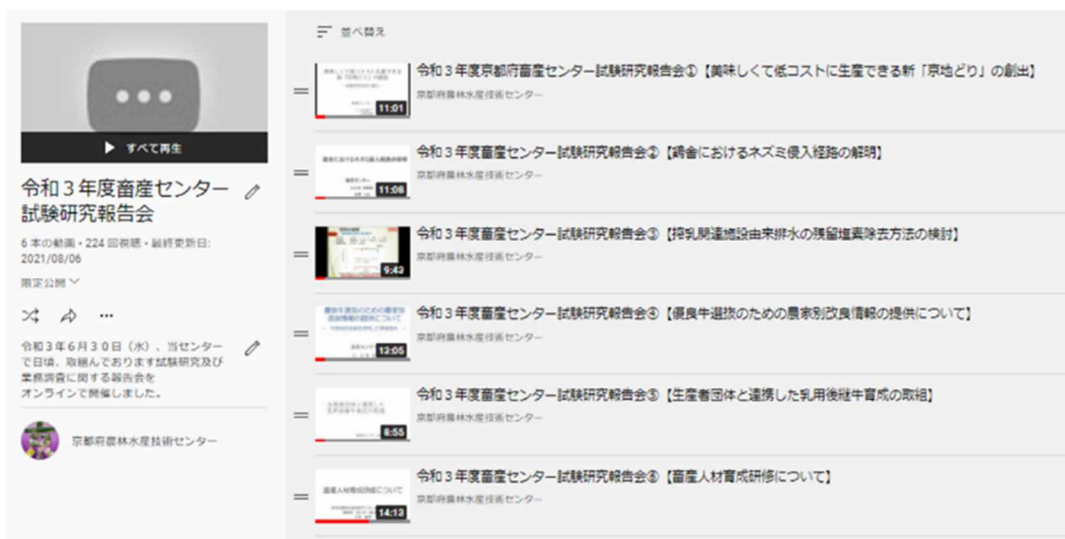 すべて再生
令和３年度畜産センター
試験研究報告会
6 本の動画・224 回視聴・最終更新日:
2021/08/06
限定公開
令和３年６月３０日（水）、当センター
で日頃、取組んでおります試験研究及び
業務調査に関する報告会を
オンラインで開催しました。
京都府農林水産技術センター
並べ替え
11:01
令和３年度京都府畜産センター試験研究報告会①【美味しくて低コストに生産できる新「京地どり」の創出】
京都府農林水産技術センター
11:08
令和３年度畜産センター試験研究報告会②【鶏舎におけるネズミ侵入経路の解明】
京都府農林水産技術センター
9:43
令和３年度畜産センター試験研究報告会③【搾乳関連施設由来排水の残留塩素除去方法の検討】
京都府農林水産技術センター
13:05
令和３年度畜産センター試験研究報告会④【優良牛選抜のための農家別改良情報の提供について】
京都府農林水産技術センター
8:55
令和３年度畜産センター試験研究報告会⑤【生産者団体と連携した乳用後継牛育成の取組】
京都府農林水産技術センター
畜産人材育成研修について
14:13
令和３年度畜産センター試験研究報告会⑥【畜産人材育成研修について】
京都府農林水産技術センター